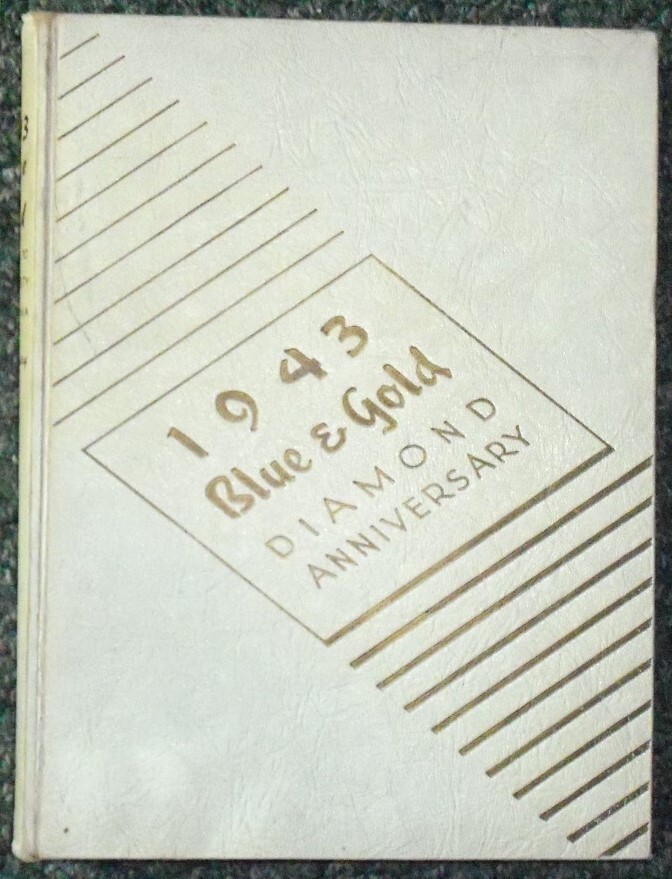 1943
Blue & Gold
DIAMOND
ANNIVERSARY